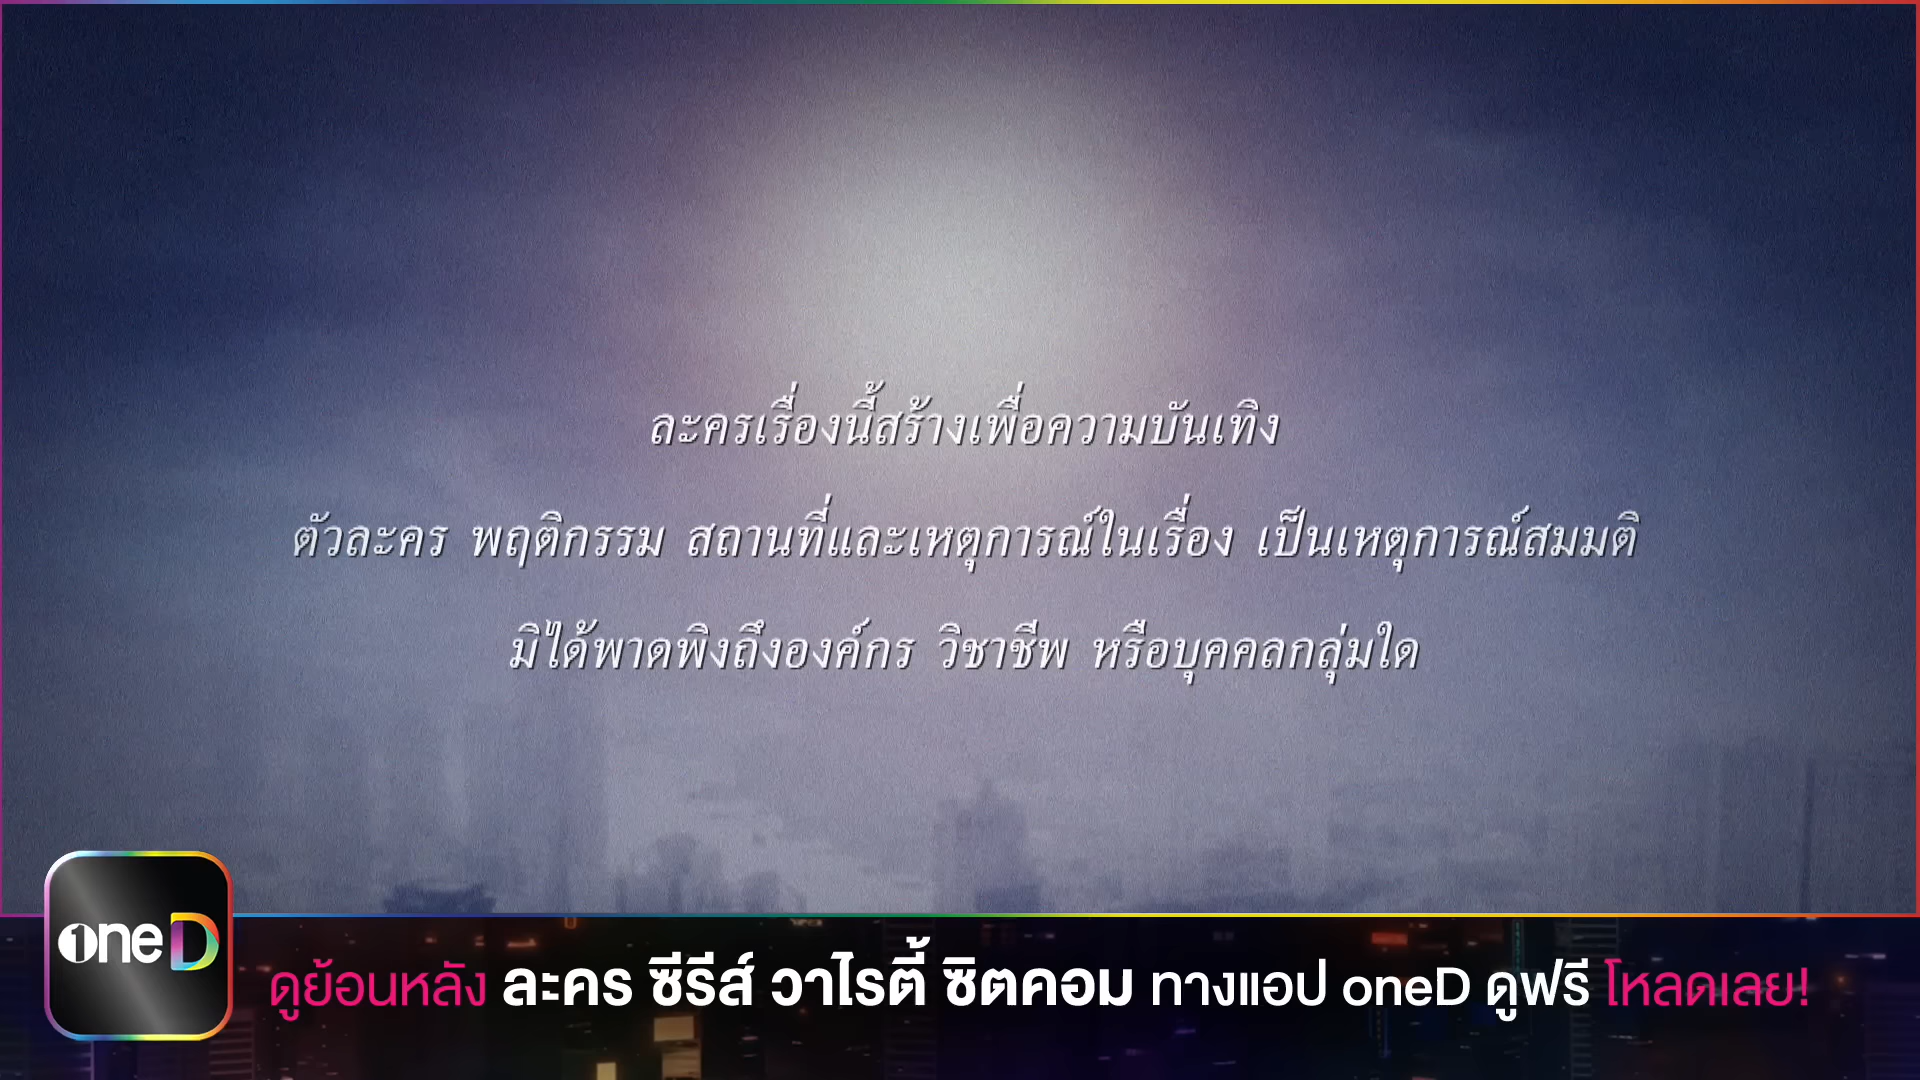 ละครเรื่องนี้สร้างเพื่อความบันเทิง
ตัวละคร พฤติกรรม สถานที่และเหตุการณ์ในเรื่อง เป็นเหตุการณ์สมมติ
มิได้พาดพิงถึงองค์กร วิชาชีพ หรือบุคคลกลุ่มใด
oneD
ดูย้อนหลัง ละคร ซีรีส์ วาไรตี้ ซิตคอม ทางแอป oneD ดูฟรี โหลดเลย!